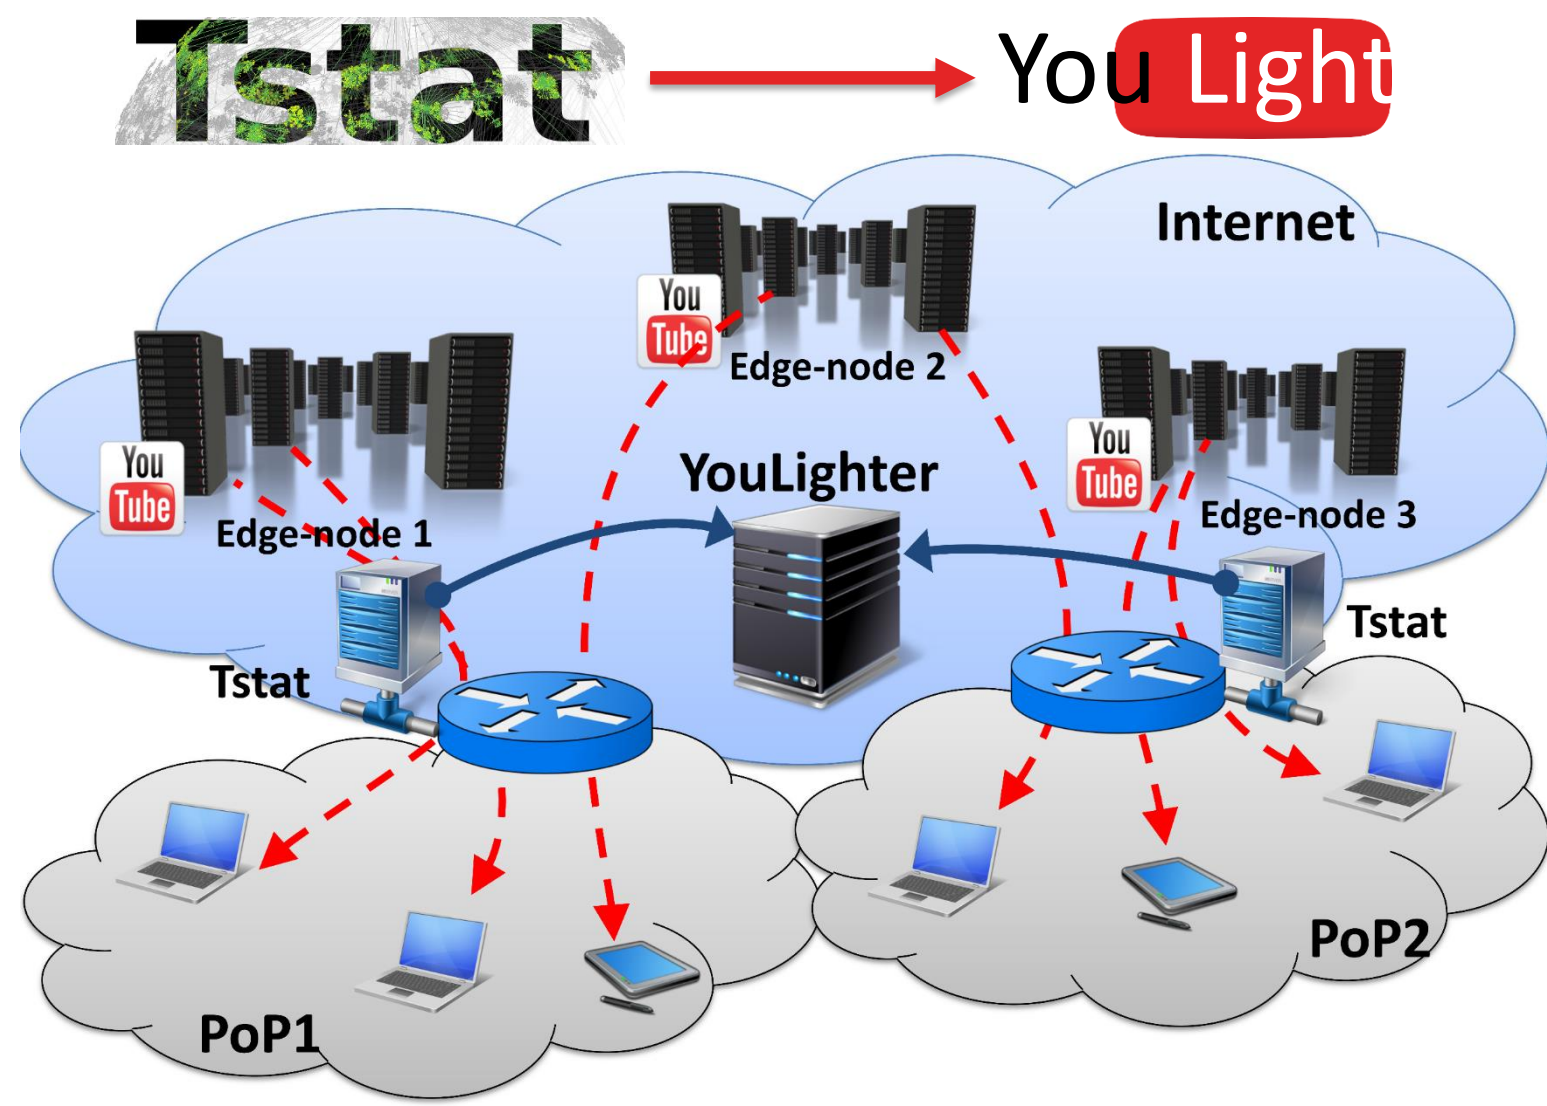 Tstat
You Light
Internet
You
Tube
Edge-node 2
You
Tube
Edge-node 1
You
Tube
Edge-node 3
YouLighter
Tstat
Tstat
PoP2
PoP1